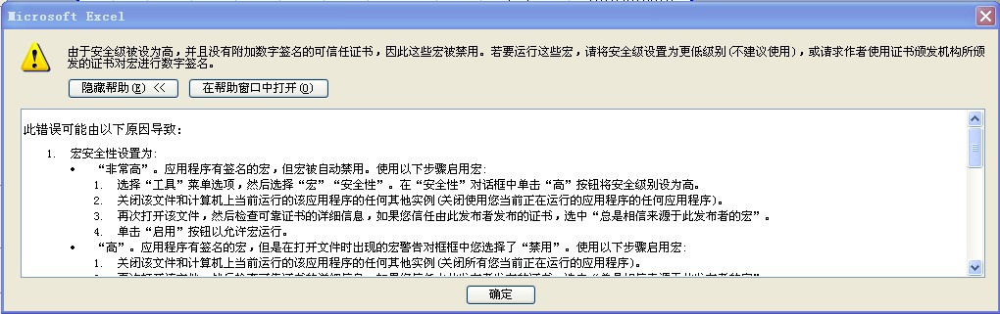 Microsoft Excel
由于安全级被设为高，并且没有附加数字签名的可信任证书，因此这些宏被禁用。若要运行这些宏，请将安全级设置为更低级别(不建议使用)，或请求作者使用证书颁发机构所颁
发的证书对宏进行数字签名。
隐藏帮助(E) <<
在帮助窗口中打开(O)
此错误可能由以下原因导致：
1. 宏安全性设置为:
• “非常高”。应用程序有签名的宏，但宏被自动禁用。使用以下步骤启用宏:
1. 选择“工具”菜单选项，然后选择“宏”“安全性”。在“安全性”对话框中单击“高”按钮将安全级别设为高。
2. 关闭该文件和计算机上当前运行的该应用程序的任何其他实例(关闭使用您当前正在运行的应用程序的任何应用程序)。
3. 再次打开该文件，然后检查可靠证书的详细信息，如果您信任由此发布者发布的证书，选中“总是相信来源于此发布者的宏”。
4. 单击“启用”按钮以允许宏运行。
• “高”。应用程序有签名的宏，但是在打开文件时出现的宏警告对框框中您选择了“禁用”。使用以下步骤启用宏:
1. 关闭该文件和计算机上当前运行的该应用程序的任何其他实例(关闭所有您当前正在运行的应用程序)。
确定